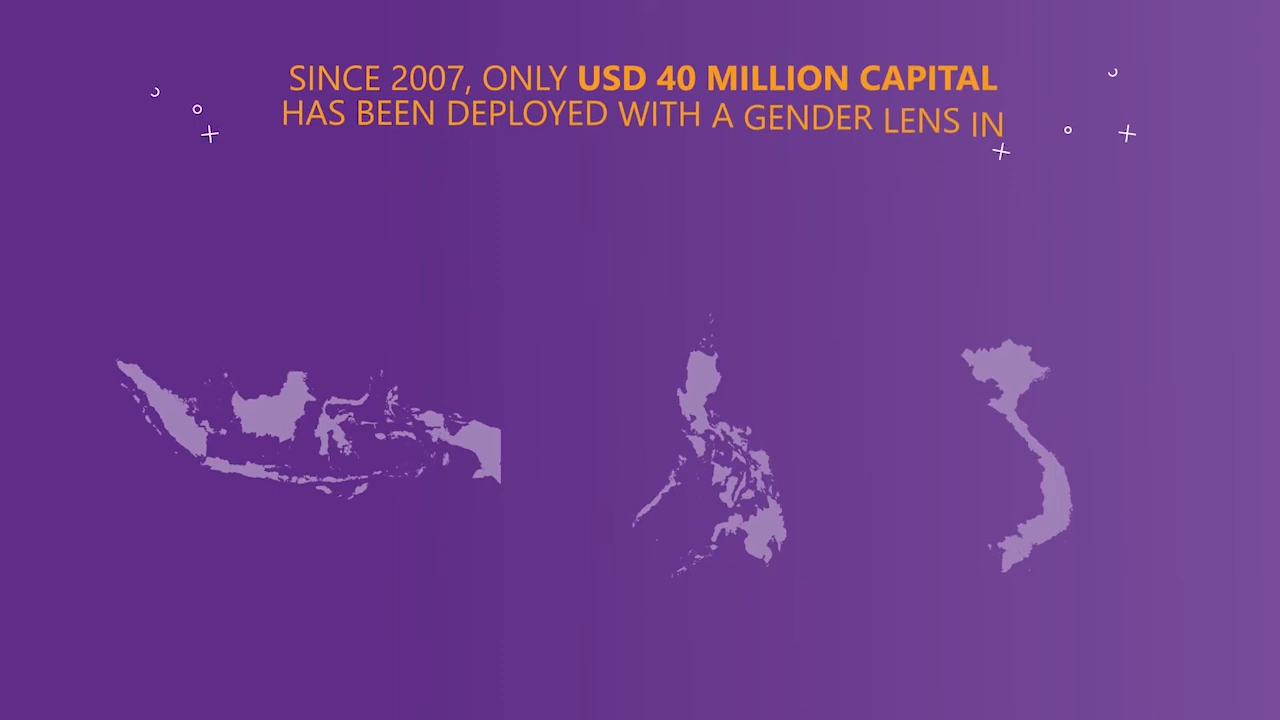 SINCE 2007, ONLY USD 40 MILLION CAPITAL
HAS BEEN DEPLOYED WITH A GENDER LENS IN